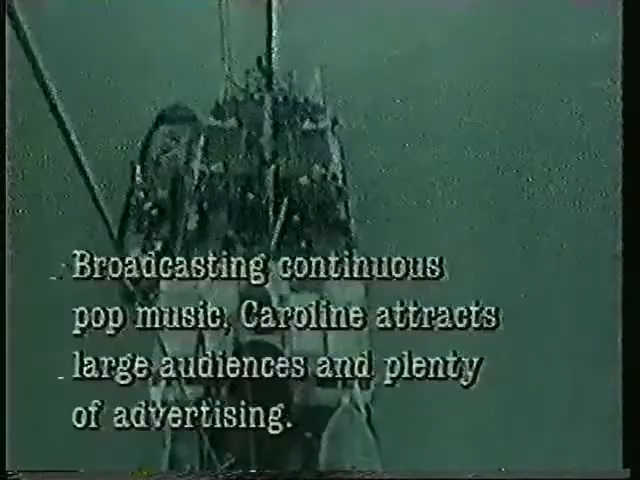 Broadcasting continuous
pop music, Caroline attracts
large audiences and plenty
of advertising.